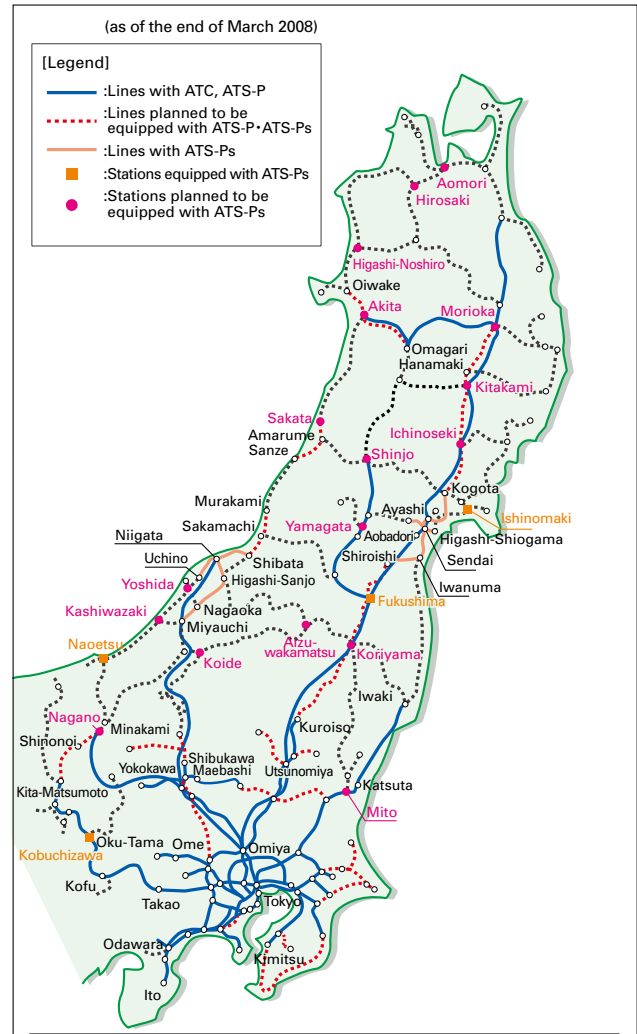 (as of the end of March 2008)
[Legend]
:Lines with ATC, ATS-P
:Lines planned to be
equipped with ATS-P・ATS-Ps
:Lines with ATS-Ps
:Stations equipped with ATS-Ps
:Stations planned to be
equipped with ATS-Ps
Aomori
Hirosaki
Higashi-Noshiro
Oiwake
Akita
Morioka
Omagari
Hanamaki
Kitakami
Sakata
Ichinoseki
Amarume
Sanze
Shinjo
Kogota
Murakami
Ayashi
Ishinomaki
Sakamachi
Yamagata
Aobadori
Higashi-Shiogama
Niigata
Shiroishi
Sendai
Uchino
Shibata
Iwanuma
Yoshida
Higashi-Sanjo
Fukushima
Kashiwazaki
Nagaoka
Miyauchi
Naoetsu
Koide
Aizu-
wakamatsu
Koriyama
Iwaki
Nagano
Minakami
Kuroiso
Shinonoi
Shibukawa
Yokokawa
Maebashi
Utsunomiya
Katsuta
Kita-Matsumoto
Mito
Oku-Tama
Ome
Omiya
Kobuchizawa
Kofu
Takao
Tokyo
Odawara
Kimitsu
Ito